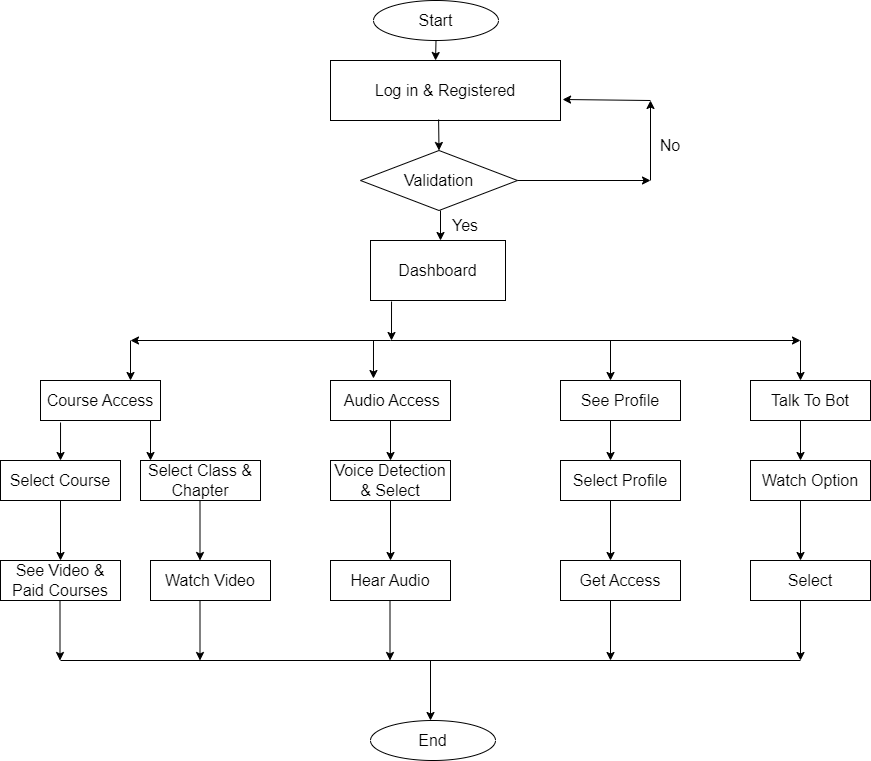 Start
Log in & Registered
No
Validation
Yes
Dashboard
Course Access
Audio Access
See Profile
Talk To Bot
Select Course
Select Class &
Chapter
Voice Detection
& Select
Select Profile
Watch Option
See Video &
Paid Courses
Watch Video
Hear Audio
Get Access
Select
End